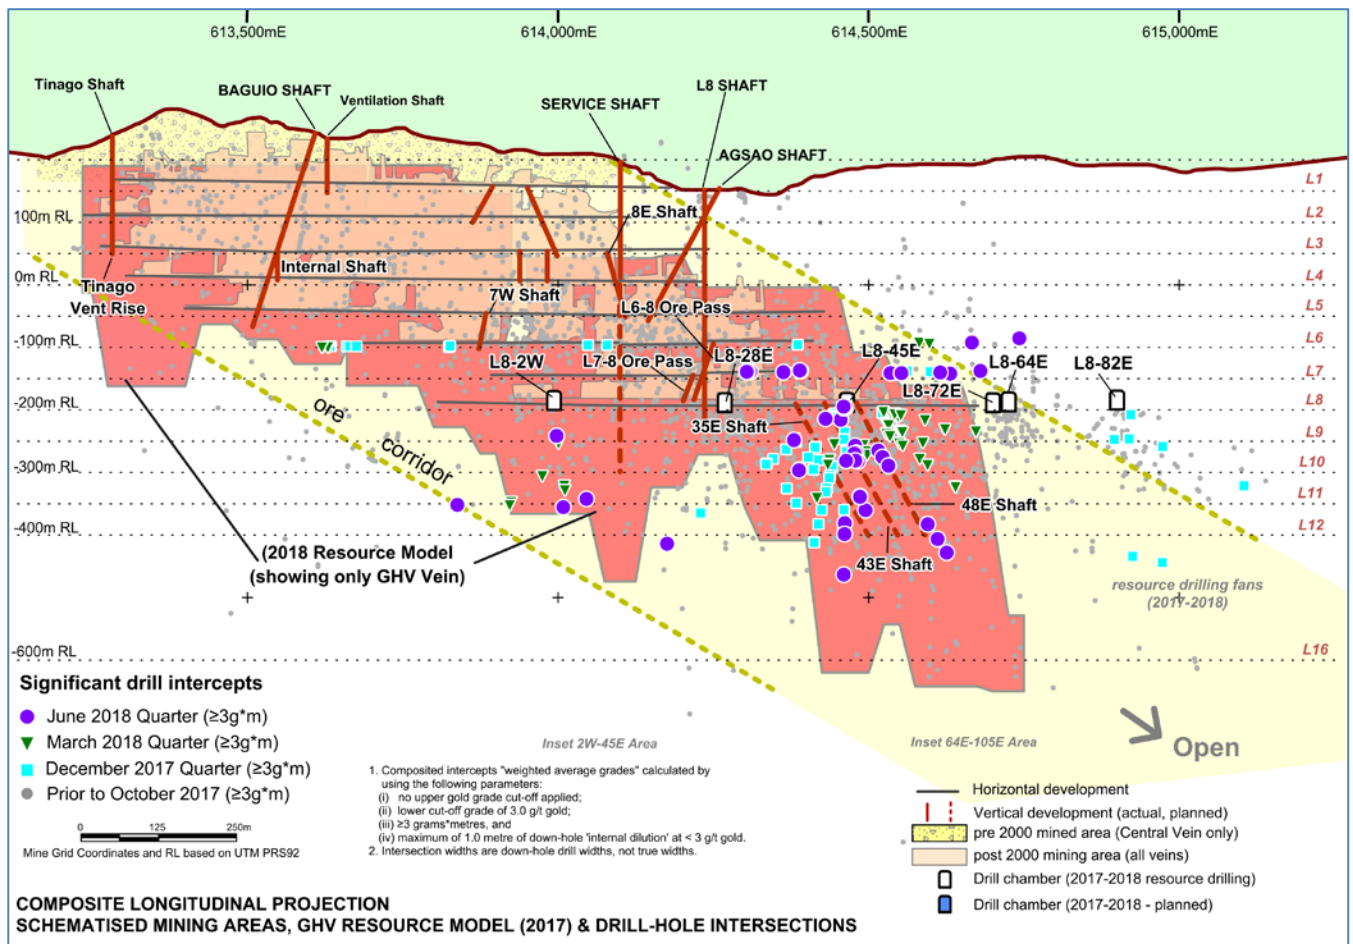 613,500mE
614,000mE
614,500mE
615,000mE
Tinago Shaft
BAGUIO SHAFT
Ventilation Shaft
SERVICE SHAFT
L8 SHAFT
AGSAO SHAFT
L1
100m RL
8E Shaft
L2
L3
Internal Shaft
0m RL
L4
Tinago
Vent Rise
7W Shaft
L6-8 Ore Pass
L5
-100m RL
L6
L8-2W
L7-8 Ore Pass
L8-28E
L8-45E
L8-64E
L8-82E
L7
L8-72E
-200m RL
L8
ore
corridor
35E Shaft
L9
-300m RL
L10
48E Shaft
L11
-400m RL
L12
(2018 Resource Model
(showing only GHV Vein)
43E Shaft
resource drilling fans
(2017-2018)
-600m RL
L16
Significant drill intercepts
June 2018 Quarter (≥3g*m)
March 2018 Quarter (≥3g*m)
December 2017 Quarter (≥3g*m)
Prior to October 2017 (≥3g*m)
0 125 250m
Mine Grid Coordinates and RL based on UTM PRS92
Inset 2W-45E Area
Inset 64E-105E Area
Open
1. Composited intercepts "weighted average grades" calculated by
using the following parameters:
(i) no upper gold grade cut-off applied;
(ii) lower cut-off grade of 3.0 g/t gold;
(iii) ≥3 grams*metres, and
(iv) maximum of 1.0 metre of down-hole 'internal dilution' at < 3 g/t gold.
2. Intersection widths are down-hole drill widths, not true widths.
Horizontal development
Vertical development (actual, planned)
pre 2000 mined area (Central Vein only)
post 2000 mining area (all veins)
Drill chamber (2017-2018 resource drilling)
Drill chamber (2017-2018 - planned)
COMPOSITE LONGITUDINAL PROJECTION
SCHEMATISED MINING AREAS, GHV RESOURCE MODEL (2017) & DRILL-HOLE INTERSECTIONS